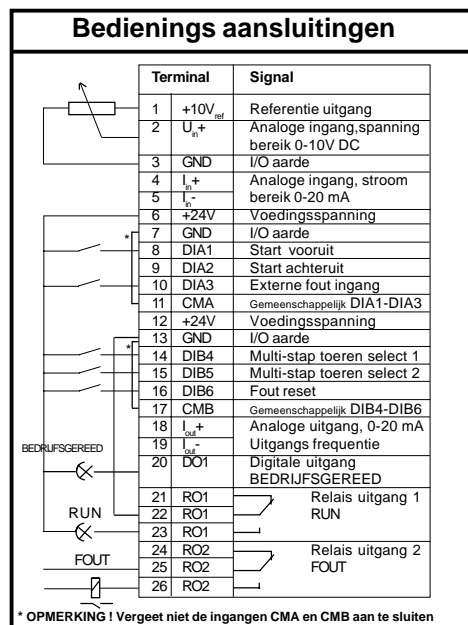 Bedienings aansluitingen
Terminal Signal
1 +10Vref Referentie uitgang
2 Uin+ Analoge ingang,spanning
bereik 0-10V DC
3 GND I/O aarde
4 Iin+ Analoge ingang, stroom
5 Iin- bereik 0-20 mA
6 +24V Voedingsspanning
* 7 GND I/O aarde
8 DIA1 Start vooruit
9 DIA2 Start achteruit
10 DIA3 Externe fout ingang
11 CMA Gemeenschappelijk DIA1-DIA3
12 +24V Voedingsspanning
* 13 GND I/O aarde
14 DIB4 Multi-stap toeren select 1
15 DIB5 Multi-stap toeren select 2
16 DIB6 Fout reset
17 CMB Gemeenschappelijk DIB4-DIB6
18 Iout+ Analoge uitgang, 0-20 mA
19 Iout- Uitgangs frequentie
BEDRIJFSGEREED
20 DO1 Digitale uitgang
BEDRIJFSGEREED
21 RO1 Relais uitgang 1
RUN 22 RO1 RUN
23 RO1
24 RO2 Relais uitgang 2
FOUT 25 RO2 FOUT
26 RO2
* OPMERKING ! Vergeet niet de ingangen CMA en CMB aan te sluiten